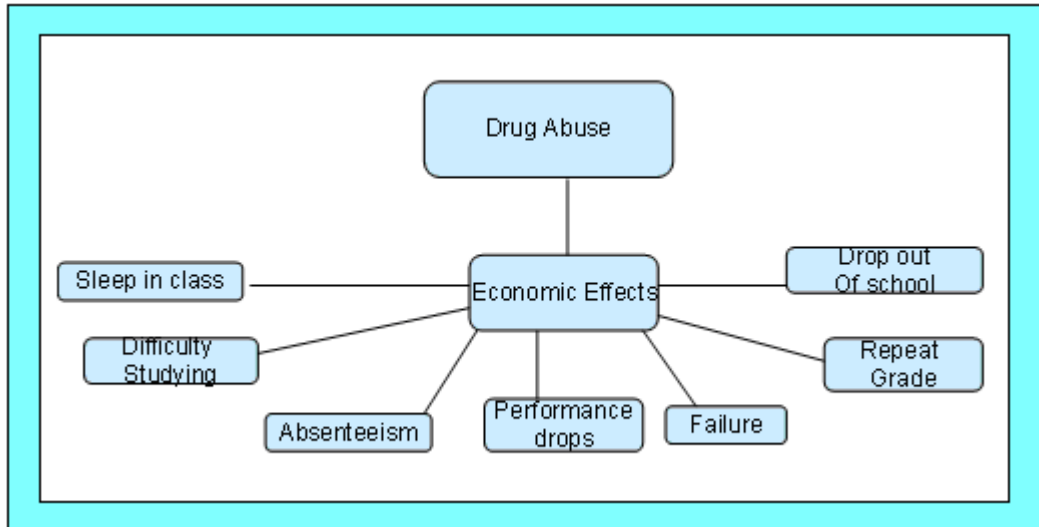 Drug Abuse
Economic Effects
Sleep in class
Drop out
Of school
Difficulty
Studying
Repeat
Grade
Absenteeism
Performance
drops
Failure